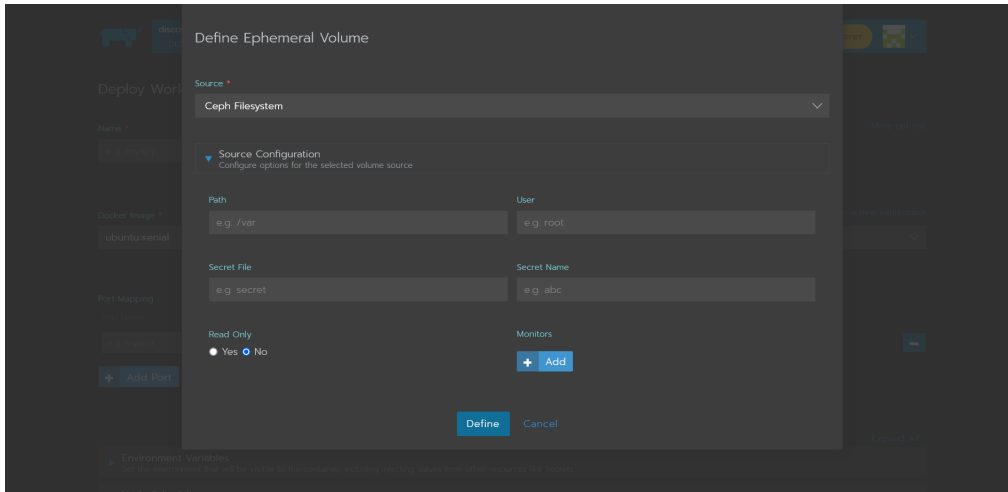 Define Ephemeral Volume
Source *
Ceph Filesystem
Deploy Work
Name *
Source Configuration
Configure options for the selected volume source
Path
User
e.g. /var
e.g. root
Docker Image *
ubuntu:xenial
Secret File
Secret Name
e.g. secret
e.g. abc
Port Mapping
Read Only
Monitors
Yes
No
+ Add
+ Add Port
Define
Cancel
Expand All
Environment Variables